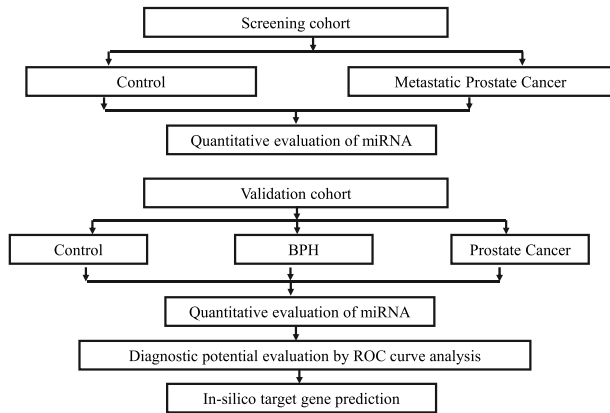 Screening cohort
Control
Metastatic Prostate Cancer
Quantitative evaluation of miRNA
Validation cohort
Control
BPH
Prostate Cancer
Quantitative evaluation of miRNA
Diagnostic potential evaluation by ROC curve analysis
In-silico target gene prediction